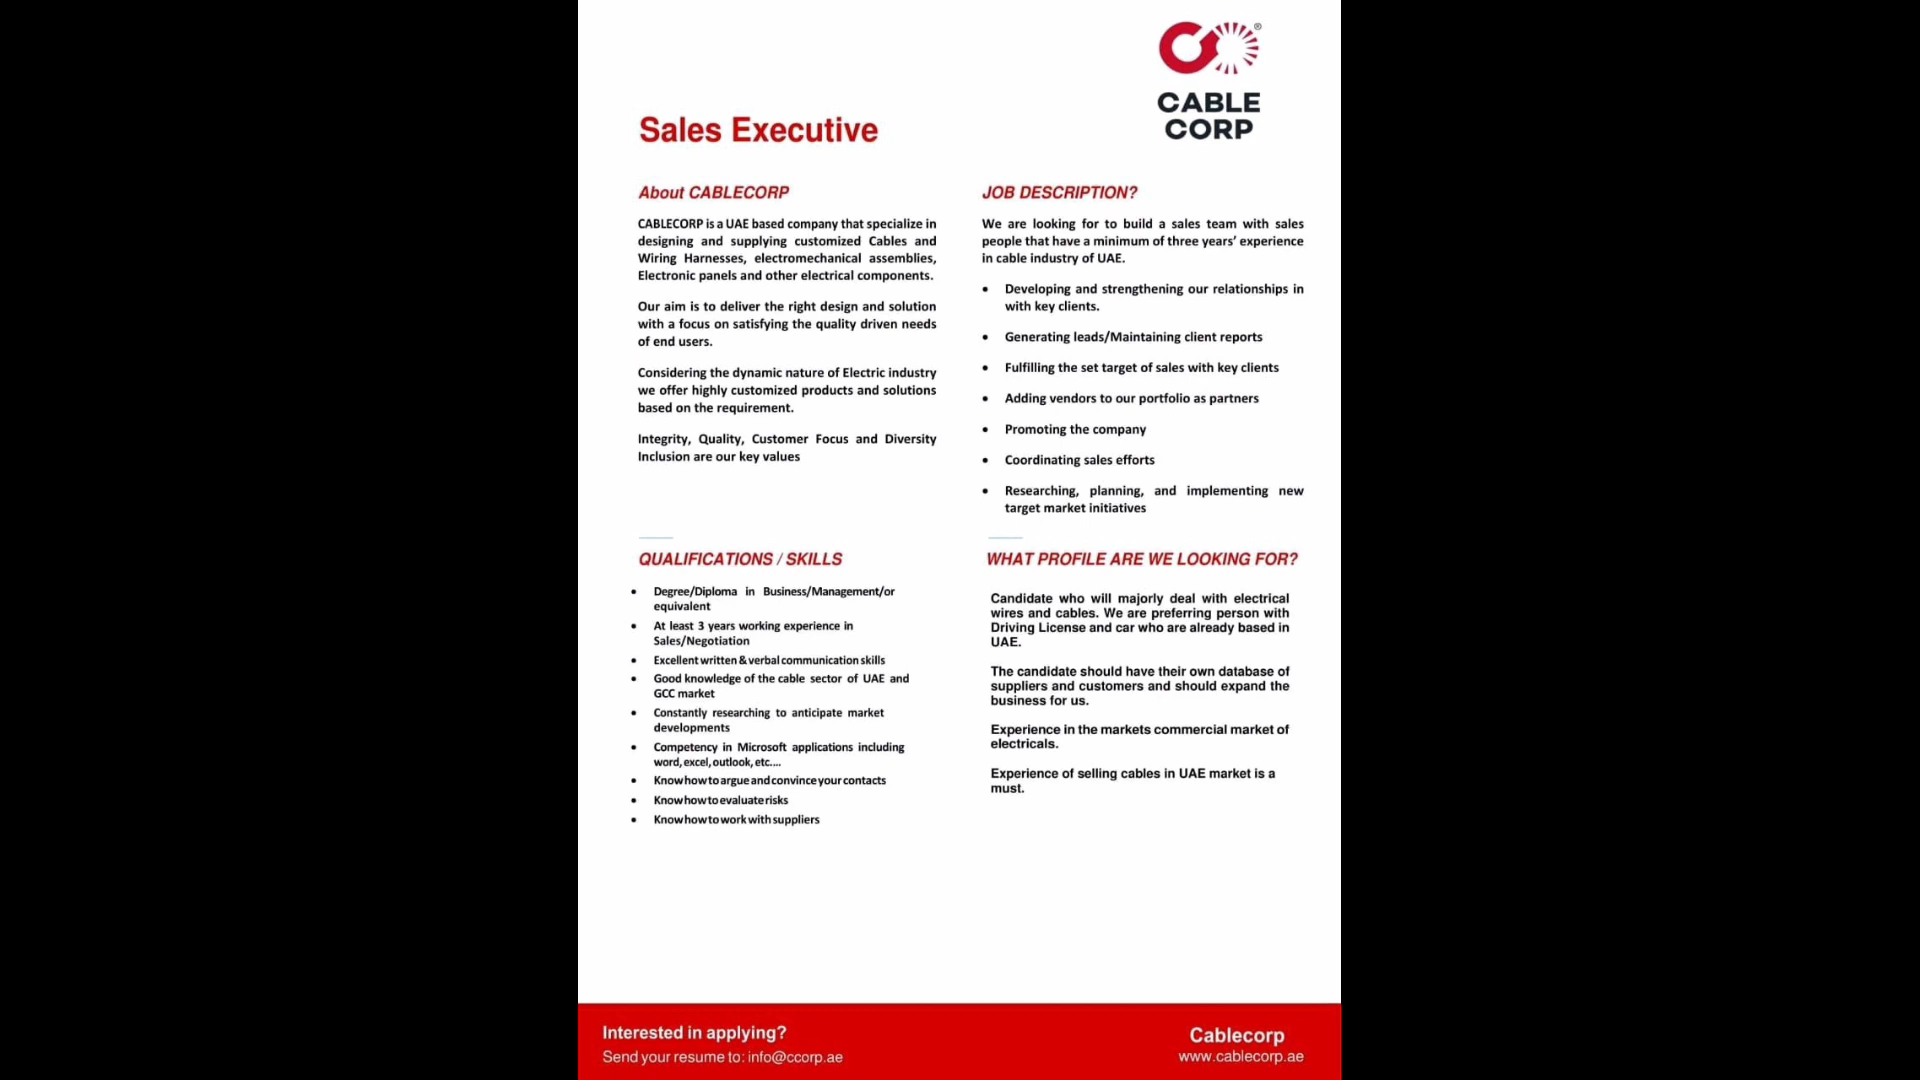 CABLE
CORP
Sales Executive
About CABLECORP
CABLECORP is a UAE based company that specialize in
designing and supplying customized Cables and
Wiring Harnesses, electromechanical assemblies,
Electronic panels and other electrical components.
Our aim is to deliver the right design and solution
with a focus on satisfying the quality driven needs
of end users.
Considering the dynamic nature of Electric industry
we offer highly customized products and solutions
based on the requirement.
Integrity, Quality, Customer Focus and Diversity
Inclusion are our key values
JOB DESCRIPTION?
We are looking for to build a sales team with sales
people that have a minimum of three years' experience
in cable industry of UAE.
• Developing and strengthening our relationships in
with key clients.
• Generating leads/Maintaining client reports
• Fulfilling the set target of sales with key clients
• Adding vendors to our portfolio as partners
• Promoting the company
• Coordinating sales efforts
• Researching, planning, and implementing new
target market initiatives
QUALIFICATIONS / SKILLS
• Degree/Diploma in Business/Management/or
equivalent
• At least 3 years working experience in
Sales/Negotiation
• Excellent written & verbal communication skills
• Good knowledge of the cable sector of UAE and
GCC market
• Constantly researching to anticipate market
developments
• Competency in Microsoft applications including
word, excel, outlook, etc....
• Know how to argue and convince your contacts
• Know how to evaluate risks
• Know how to work with suppliers
WHAT PROFILE ARE WE LOOKING FOR?
Candidate who will majorly deal with electrical
wires and cables. We are preferring person with
Driving License and car who are already based in
UAE.
The candidate should have their own database of
suppliers and customers and should expand the
business for us.
Experience in the markets commercial market of
electricals.
Experience of selling cables in UAE market is a
must.
Interested in applying?
Send your resume to: info@ccorp.ae
Cablecorp
www.cablecorp.ae